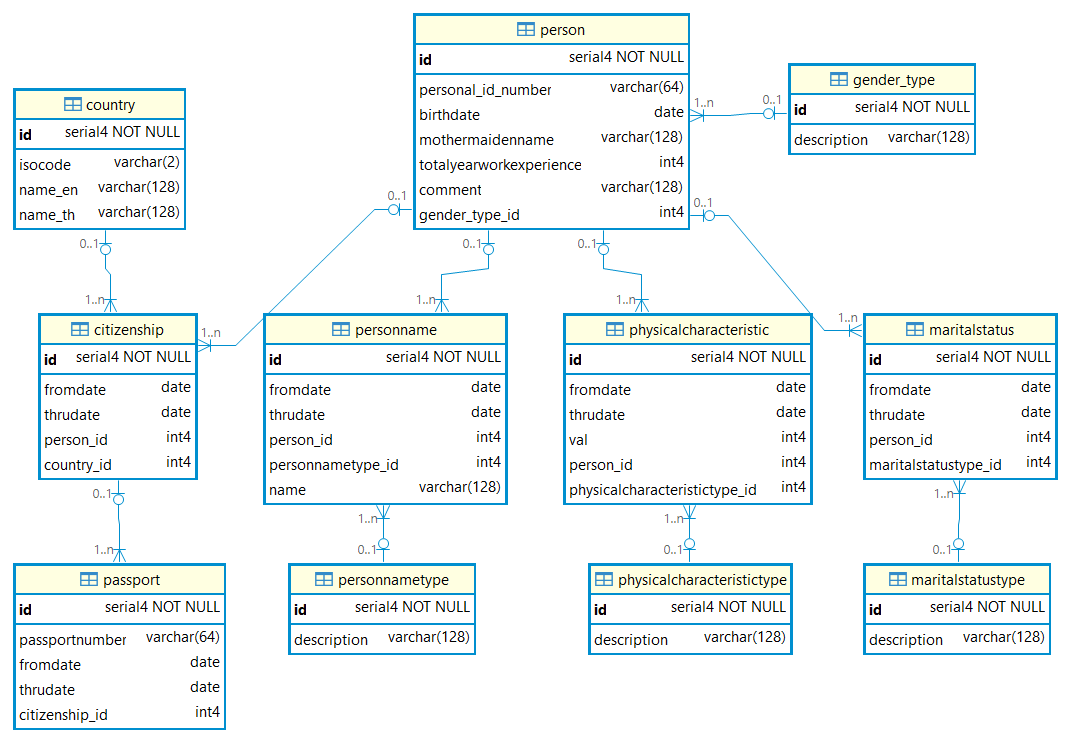 person
id serial4 NOT NULL
personal_id_number varchar(64)
birthdate date
mothermaidenname varchar(128)
totalyearworkexperience int4
comment varchar(128)
gender_type_id int4
gender_type
id serial4 NOT NULL
description varchar(128)
1..n
0..1
country
id serial4 NOT NULL
isocode varchar(2)
name_en varchar(128)
name_th varchar(128)
0..1
0..1
0..1
0..1
0..1
1..n
1..n
1..n
1..n
1..n
citizenship
id serial4 NOT NULL
fromdate date
thrudate date
person_id int4
country_id int4
personname
id serial4 NOT NULL
fromdate date
thrudate date
person_id int4
personnametype_id int4
name varchar(128)
physicalcharacteristic
id serial4 NOT NULL
fromdate date
thrudate date
val int4
person_id int4
physicalcharacteristictype_id int4
maritalstatus
id serial4 NOT NULL
fromdate date
thrudate date
person_id int4
maritalstatustype_id int4
0..1
1..n
1..n
0..1
1..n
0..1
1..n
0..1
passport
id serial4 NOT NULL
passportnumber varchar(64)
fromdate date
thrudate date
citizenship_id int4
personnametype
id serial4 NOT NULL
description varchar(128)
physicalcharacteristictype
id serial4 NOT NULL
description varchar(128)
maritalstatustype
id serial4 NOT NULL
description varchar(128)